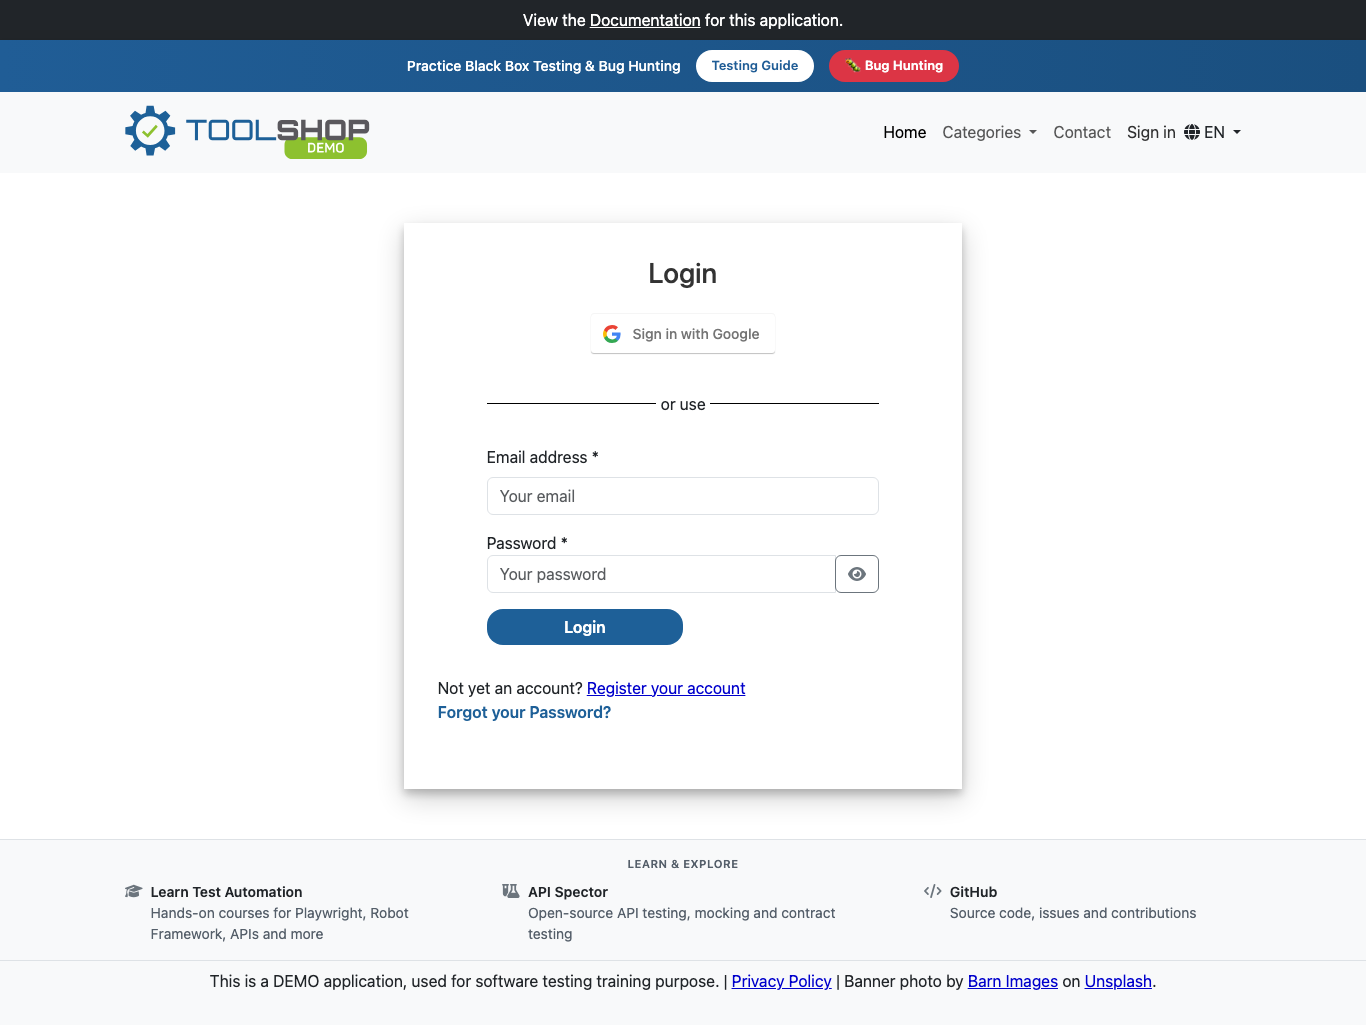 View the Documentation for this application.
Practice Black Box Testing & Bug Hunting
Testing Guide
Bug Hunting
TOOLSHOP
DEMO
Home
Categories
Contact
Sign in
EN
Login
Sign in with Google
or use
Email address *
Your email
Password *
Your password
Login
Not yet an account? Register your account
Forgot your Password?
LEARN & EXPLORE
Learn Test Automation
Hands-on courses for Playwright, Robot
Framework, APIs and more
API Spector
Open-source API testing, mocking and contract
testing
GitHub
Source code, issues and contributions
This is a DEMO application, used for software testing training purpose. | Privacy Policy | Banner photo by Barn Images on Unsplash.